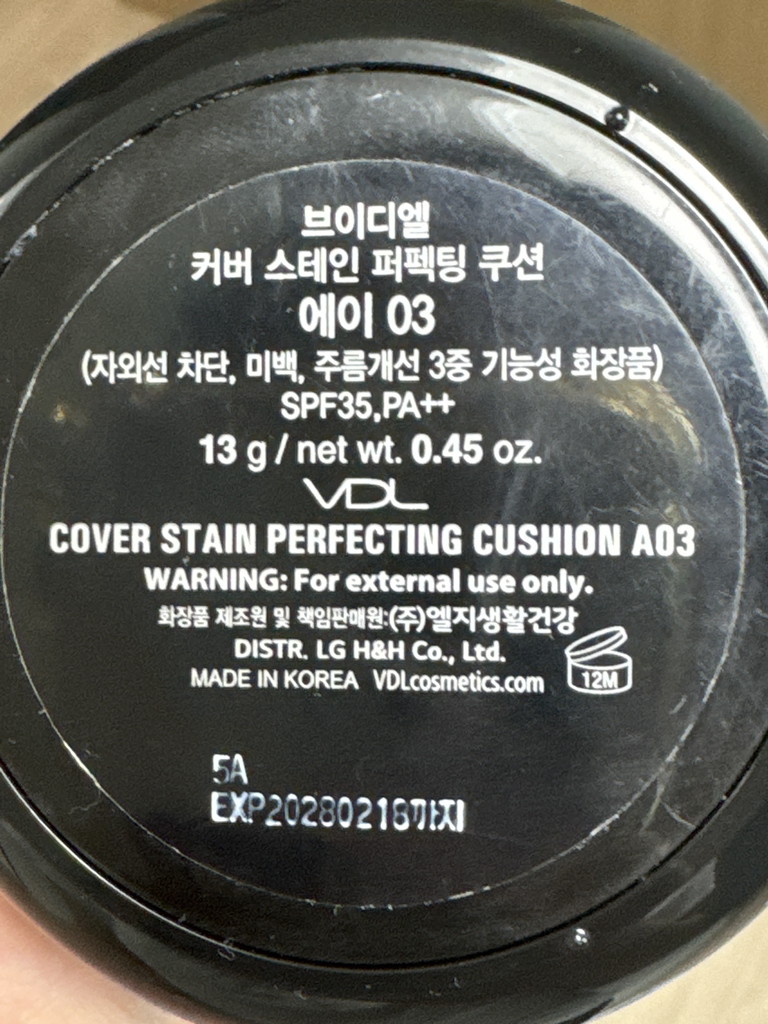 브이디엘
커버 스테인 퍼펙팅 쿠션
에이 03
(자외선 차단, 미백, 주름개선 3중 기능성 화장품)
SPF35,PA++
13 g / net wt. 0.45 oz.
VDL
COVER STAIN PERFECTING CUSHION A03
WARNING: For external use only.
화장품 제조원 및 책임판매원:(주)엘지생활건강
DISTR. LG H&H Co., Ltd.
MADE IN KOREA VDLcosmetics.com
12M
5A
EXP20280218까지